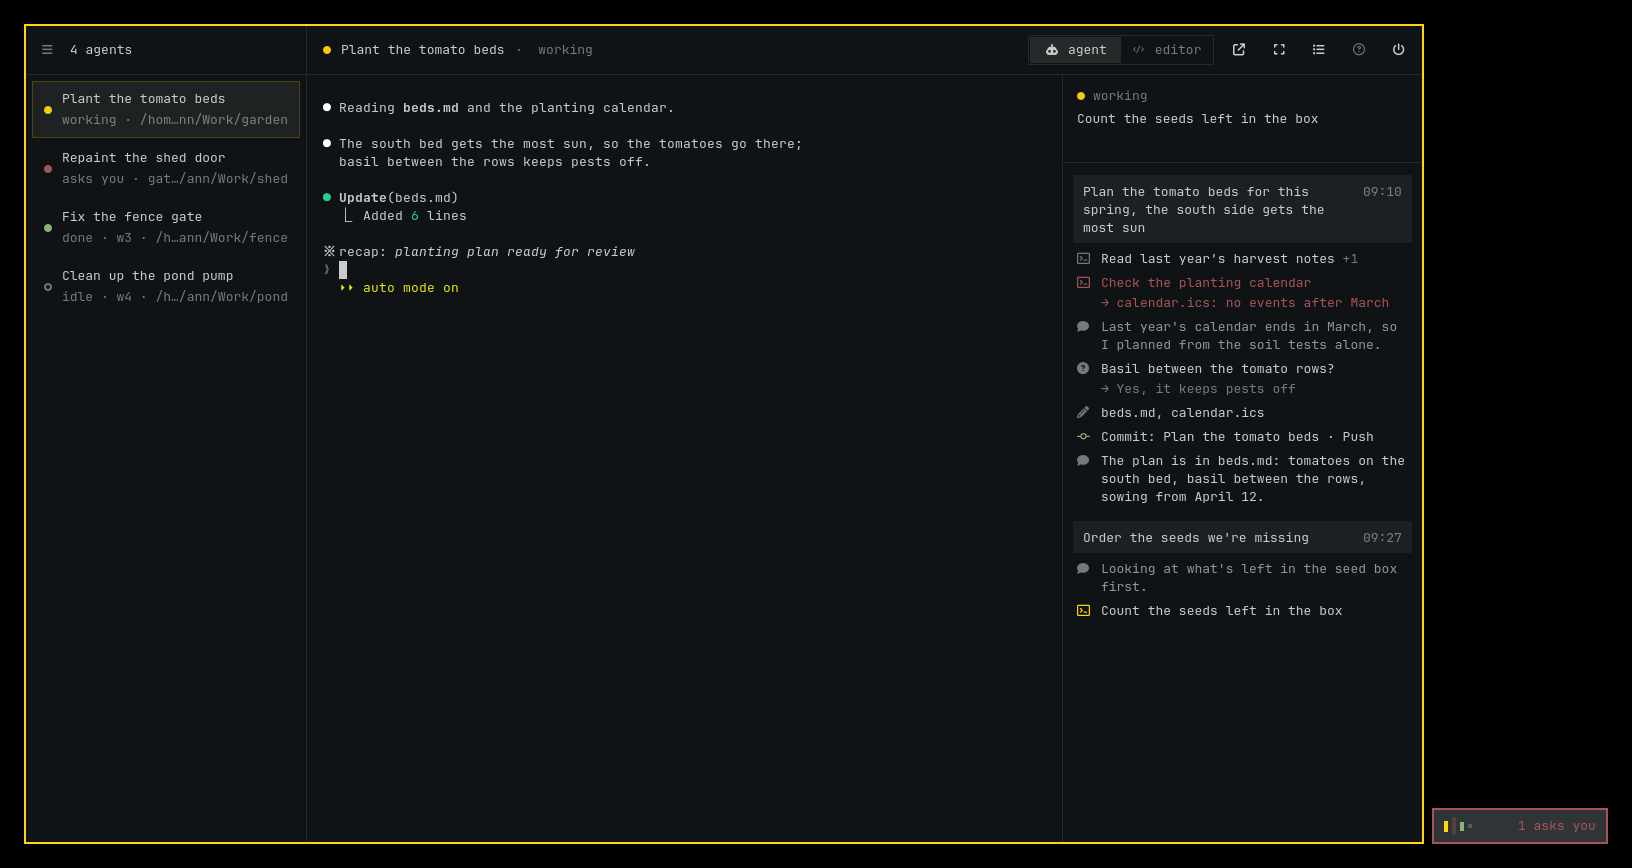 4 agents
Plant the tomato beds · working
agent
editor
Plant the tomato beds
working · /hom…nn/Work/garden
Repaint the shed door
asks you · gat…/ann/Work/shed
Fix the fence gate
done · w3 · /h…ann/Work/fence
Clean up the pond pump
idle · w4 · /h…/ann/Work/pond
Reading beds.md and the planting calendar.
The south bed gets the most sun, so the tomatoes go there;
basil between the rows keeps pests off.
Update(beds.md)
Added 6 lines
※ recap: planting plan ready for review
❯
auto mode on
working
Count the seeds left in the box
Plan the tomato beds for this 09:10
spring, the south side gets the
most sun
Read last year's harvest notes +1
Check the planting calendar
→ calendar.ics: no events after March
Last year's calendar ends in March, so
I planned from the soil tests alone.
Basil between the tomato rows?
→ Yes, it keeps pests off
beds.md, calendar.ics
Commit: Plan the tomato beds · Push
The plan is in beds.md: tomatoes on the
south bed, basil between the rows,
sowing from April 12.
Order the seeds we're missing 09:27
Looking at what's left in the seed box
first.
Count the seeds left in the box
1 asks you